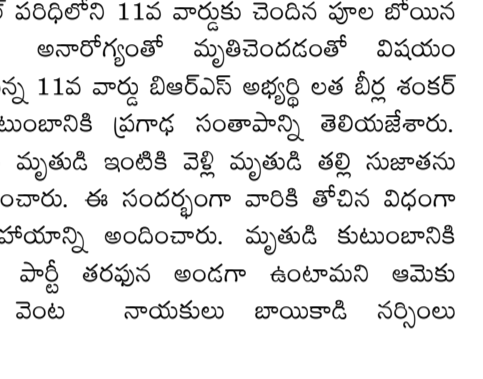 పరిధిలోని 11వ వార్డుకు చెందిన పూల బోయిన
అనారోగ్యంతో మృతిచెందడంతో విషయం
11వ వార్డు బిఆర్ఎస్ అభ్యర్థి లత బీర్ల శంకర్
టుంబానికి ప్రగాఢ సంతాపాన్ని తెలియజేశారు.
మృతుడి ఇంటికి వెళ్లి మృతుడి తల్లి సుజాతను
ంచారు. ఈ సందర్భంగా వారికి తోచిన విధంగా
హాయాన్ని అందించారు. మృతుడి కుటుంబానికి
పార్టీ తరఫున అండగా ఉంటామని ఆమెకు
వెంట నాయకులు బాయికాడి నర్సింలు